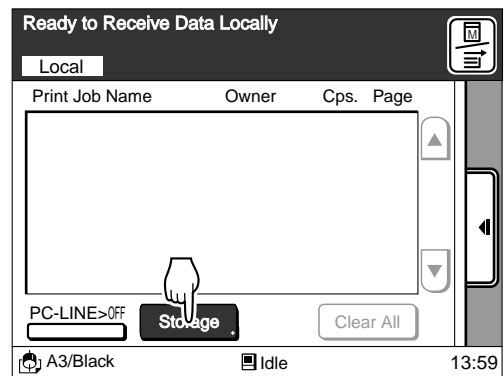 Ready to Receive Data Locally
M
Local
Print Job Name Owner Cps. Page
PC-LINE>OFF
Storage
Clear All
A3/Black Idle 13:59